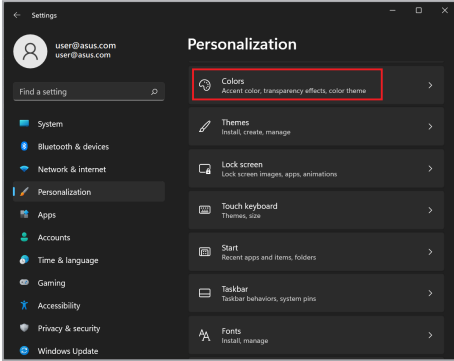 Settings
user@asus.com
user@asus.com
Find a setting
System
Bluetooth & devices
Network & internet
Personalization
Apps
Accounts
Time & language
Gaming
Accessibility
Privacy & security
Windows Update
Personalization
Colors
Accent color, transparency effects, color theme
Themes
Install, create, manage
Lock screen
Lock screen images, apps, animations
Touch keyboard
Themes, size
Start
Recent apps and items, folders
Taskbar
Taskbar behaviors, system pins
Fonts
Install, manage